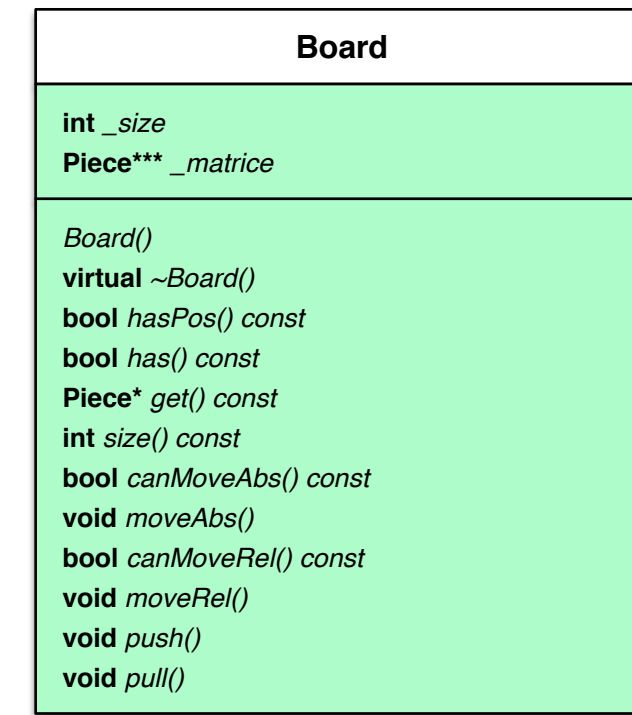 Board
int _size
Piece*** _matrice
Board()
virtual ~Board()
bool hasPos() const
bool has() const
Piece* get() const
int size() const
bool canMoveAbs() const
void moveAbs()
bool canMoveRel() const
void moveRel()
void push()
void pull()